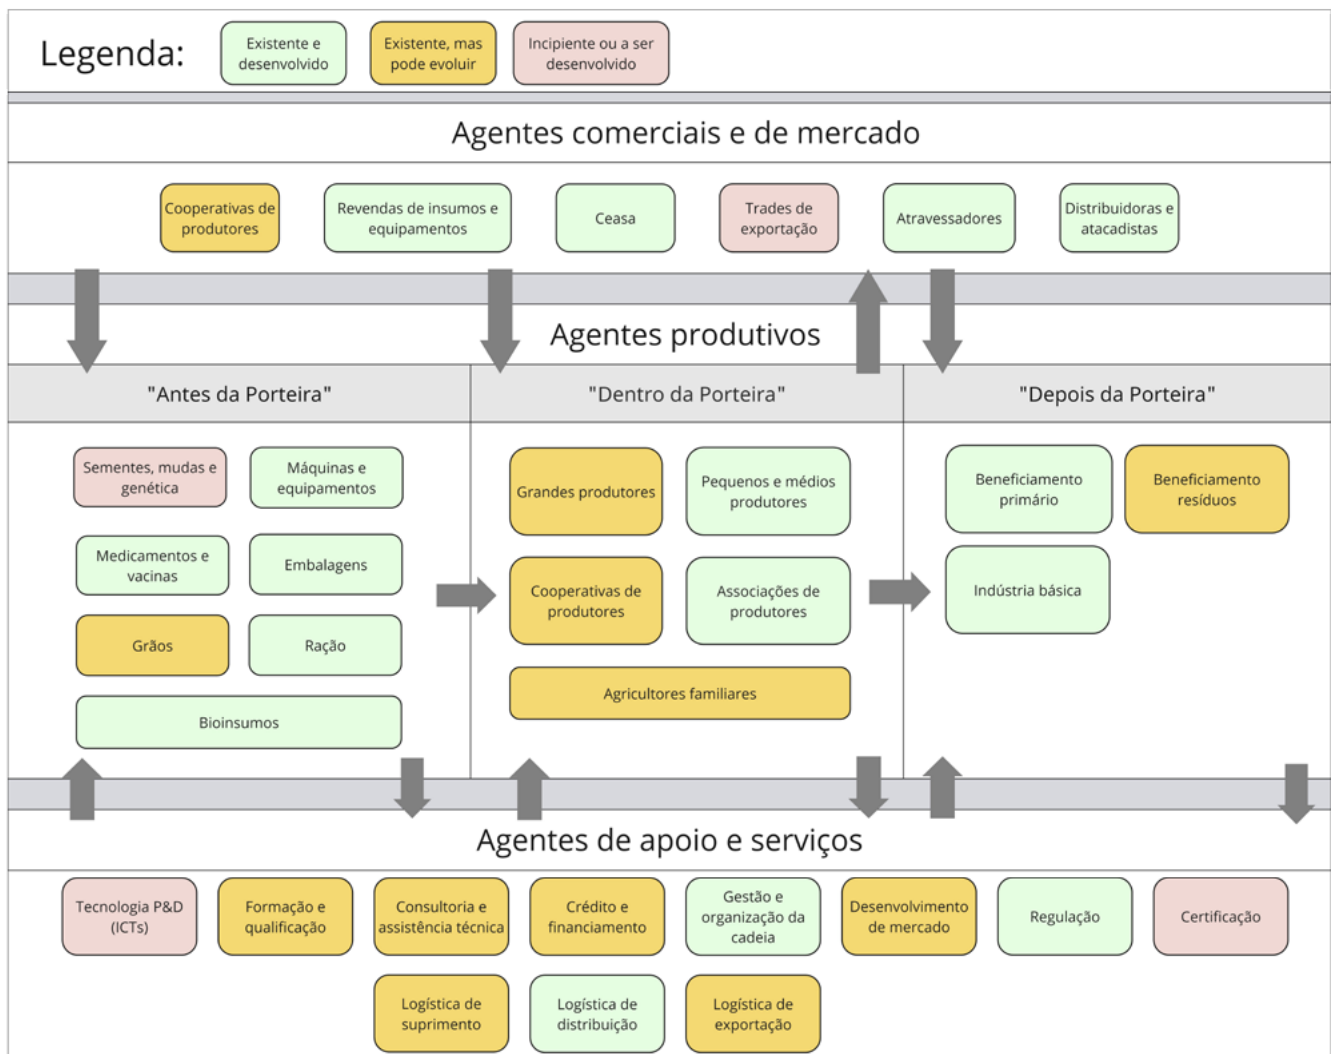 Legenda:
Existente e
desenvolvido
Existente, mas
pode evoluir
Incipiente ou a ser
desenvolvido
Agentes comerciais e de mercado
Cooperativas de
produtores
Revendas de insumos e
equipamentos
Ceasa
Trades de
exportação
Atravessadores
Distribuidoras e
atacadistas
Agentes produtivos
"Antes da Porteira"
"Dentro da Porteira"
"Depois da Porteira"
Sementes, mudas e
genética
Máquinas e
equipamentos
Medicamentos e
vacinas
Embalagens
Grãos
Ração
Bioinsumos
Grandes produtores
Pequenos e médios
produtores
Cooperativas de
produtores
Associações de
produtores
Agricultores familiares
Beneficiamento
primário
Beneficiamento
resíduos
Indústria básica
Agentes de apoio e serviços
Tecnologia P&D
(ICTs)
Formação e
qualificação
Consultoria e
assistência técnica
Crédito e
financiamento
Gestão e
organização da
cadeia
Desenvolvimento
de mercado
Regulação
Certificação
Logística de
suprimento
Logística de
distribuição
Logística de
exportação